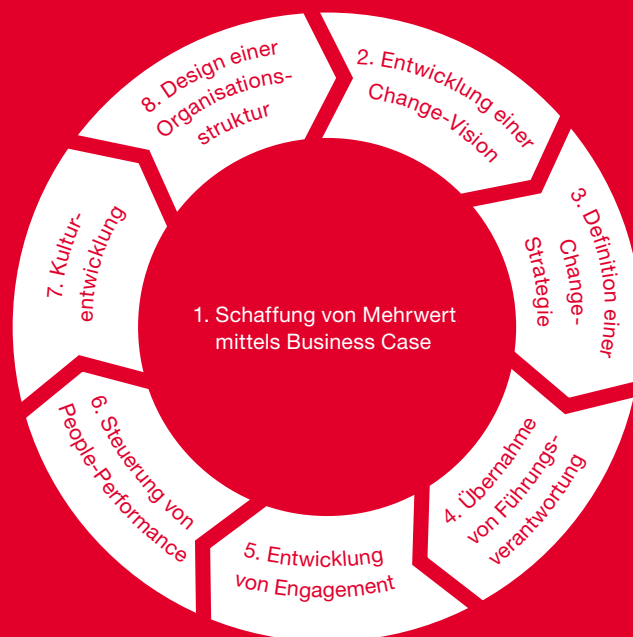 1. Schaffung von Mehrwert
mittels Business Case
2. Entwicklung einer
Change-Vision
3. Definition einer
Change-
Strategie
4. Übernahme
von Führungs-
verantwortung
5. Entwicklung
von Engagement
6. Steuerung von
People-Performance
7. Kultur-
entwicklung
8. Design einer
Organisations-
struktur